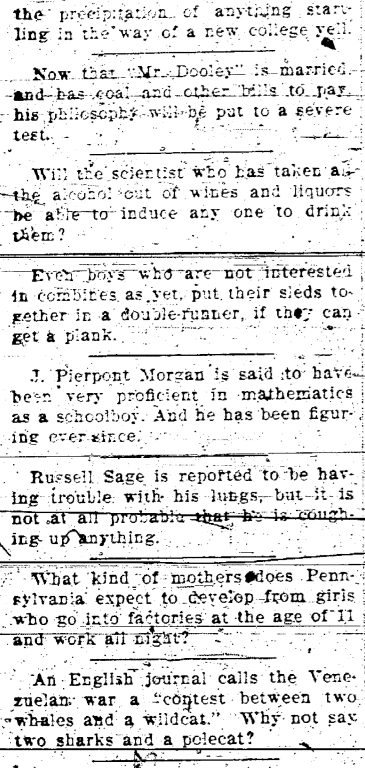 the precipitation of anything start-
ling in the way of a new college yell.
Now that "Mr. Dooley" is married
and has coal and other bills to pay
his philosophy will be put to a severe
test.
Will the scientist who has taken all
the alcohol out of wines and liquors
be able to induce any one to drink
them?
Even boys who are not interested
in combines as yet, put their sleds to-
gether in a double-runner, if they can
get a plank.
J. Pierpont Morgan is said to have
been very proficient in mathematics
as a schoolboy. And he has been figur-
ing ever since.
Russell Sage is reported to be hav-
ing trouble with his lungs, but it is
not at all probable that he is cough-
ing up anything.
What kind of mothers does Penn-
sylvania expect to develop from girls
who go into factories at the age of 11
and work all night?
An English journal calls the Vene-
zuelan war a "contest between two
whales and a wildcat." Why not say
two sharks and a polecat?